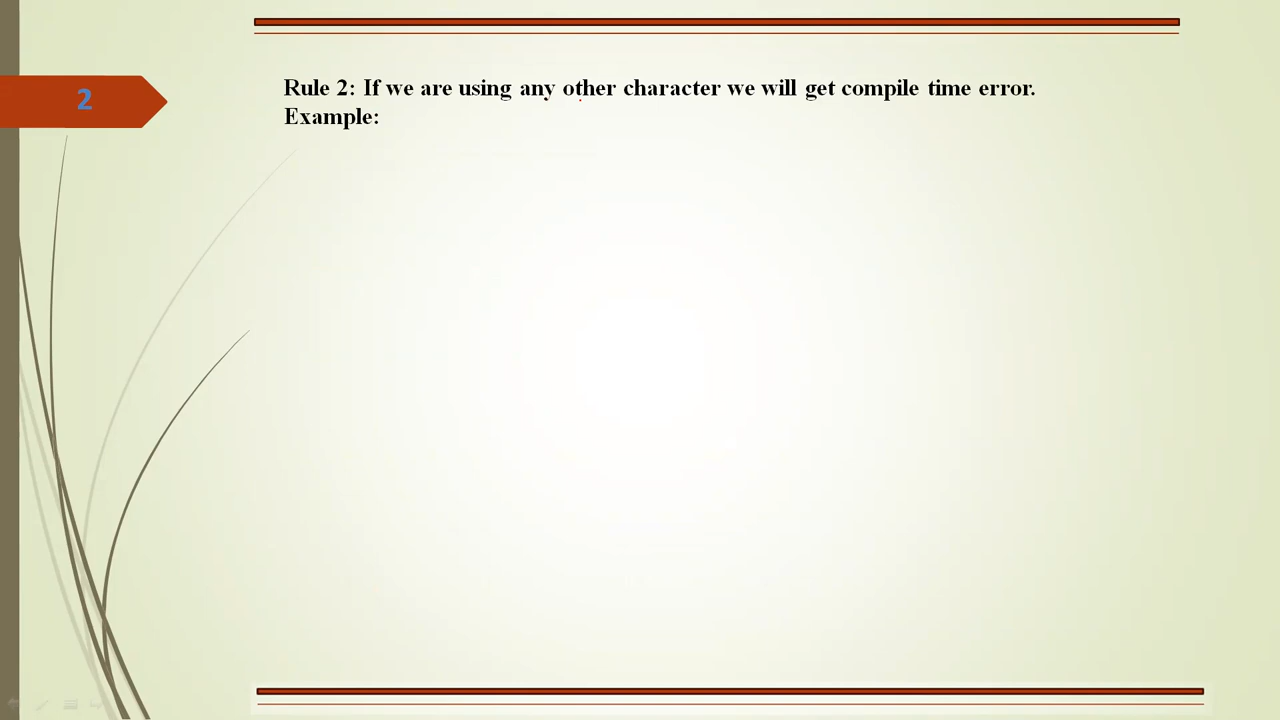 2
Rule 2: If we are using any other character we will get compile time error.
Example: